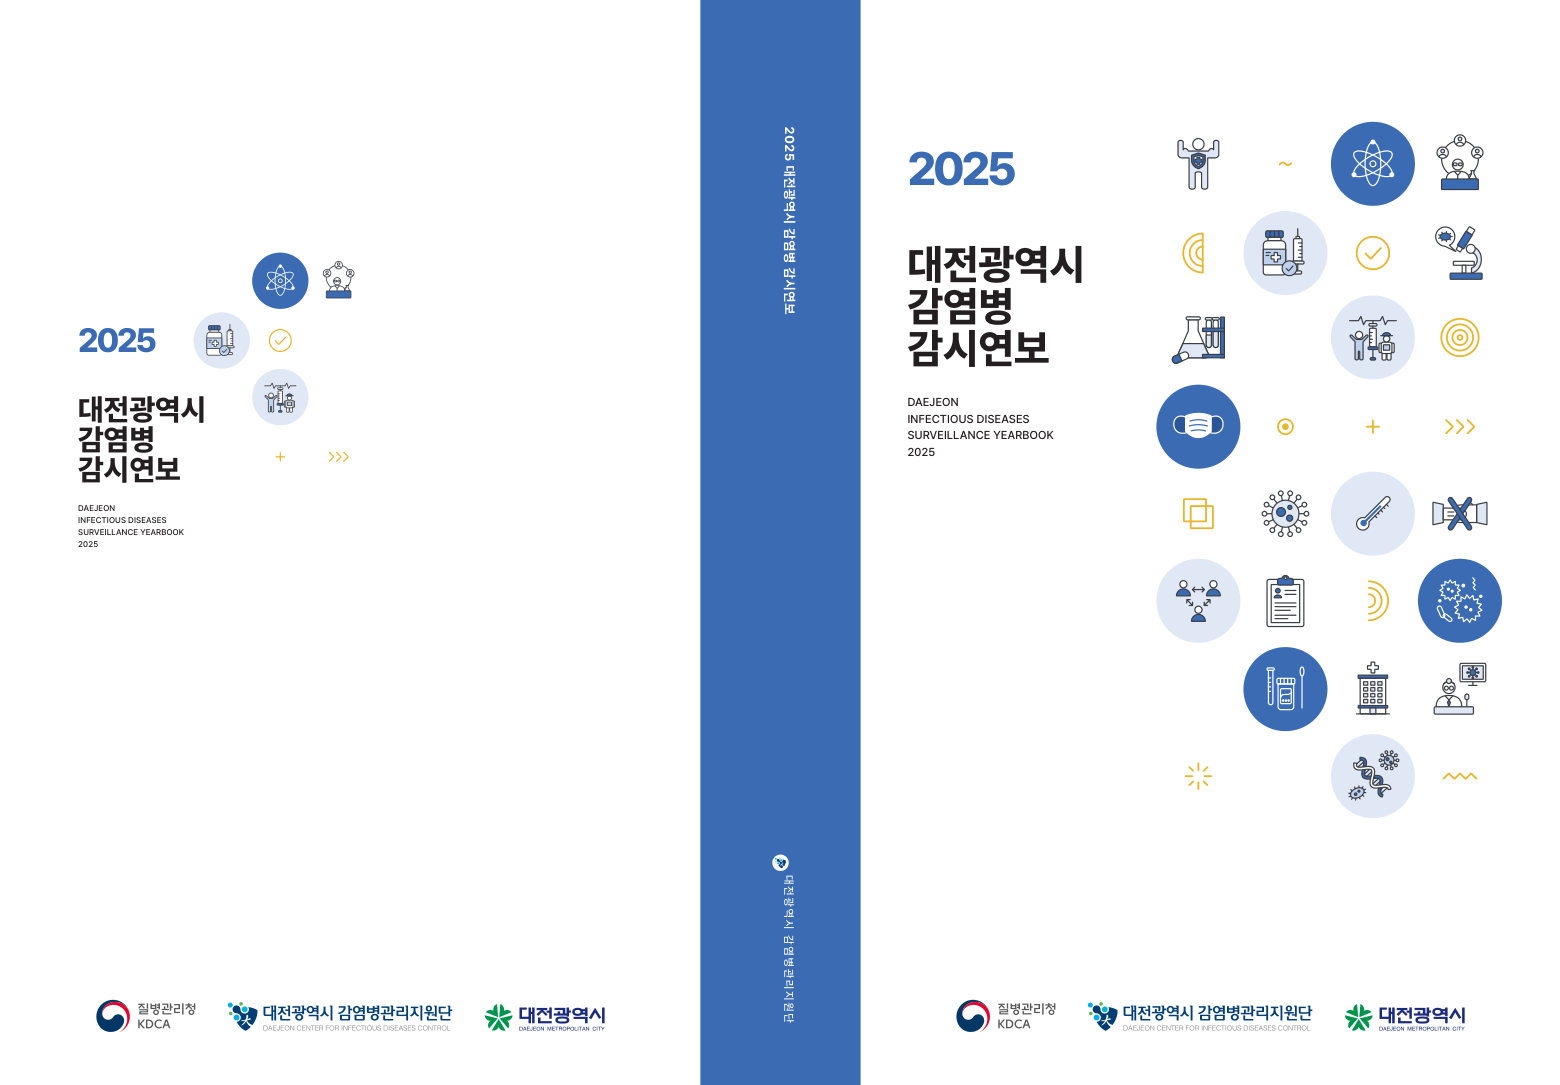 2025
대전광역시
감염병
감시연보
DAEJEON
INFECTIOUS DISEASES
SURVEILLANCE YEARBOOK
2025
질병관리청
KDCA
대전광역시 감염병관리지원단
DAEJEON CENTER FOR INFECTIOUS DISEASES CONTROL
대전광역시
DAEJEON METROPOLITAN CITY
2025 대전광역시 감염병 감시연보
대전광역시 감염병관리지원단
2025
대전광역시
감염병
감시연보
DAEJEON
INFECTIOUS DISEASES
SURVEILLANCE YEARBOOK
2025
질병관리청
KDCA
대전광역시 감염병관리지원단
DAEJEON CENTER FOR INFECTIOUS DISEASES CONTROL
대전광역시
DAEJEON METROPOLITAN CITY